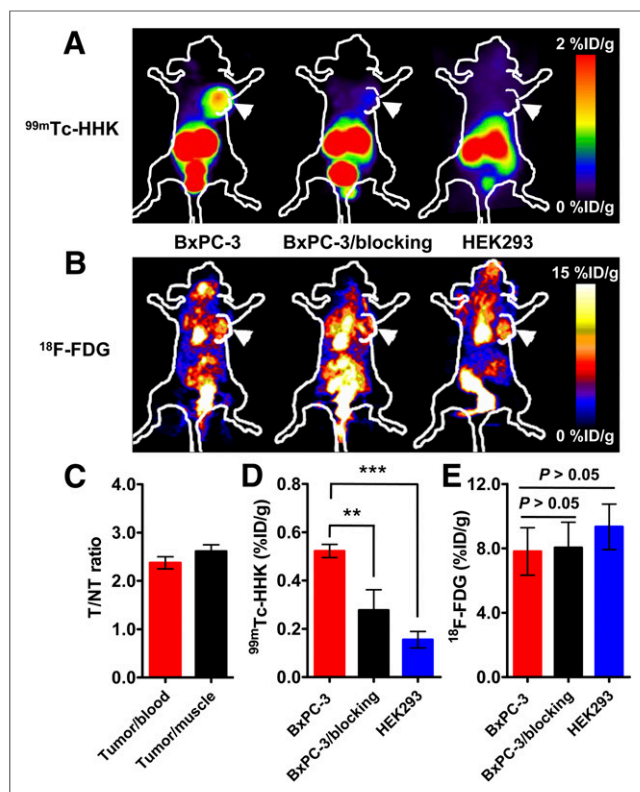 A
⁹⁹ᵐTc-HHK
2 %ID/g
0 %ID/g
BxPC-3 BxPC-3/blocking HEK293
B
¹⁸F-FDG
15 %ID/g
0 %ID/g
C
T/NT ratio
4.0
3.0
2.0
1.0
0.0
Tumor/blood
Tumor/muscle
D
⁹⁹ᵐTc-HHK (%ID/g)
0.8
0.6
0.4
0.2
0
***
**
BxPC-3
BxPC-3/blocking
HEK293
E
¹⁸F-FDG (%ID/g)
12.0
8.0
4.0
0
P > 0.05
P > 0.05
BxPC-3
BxPC-3/blocking
HEK293